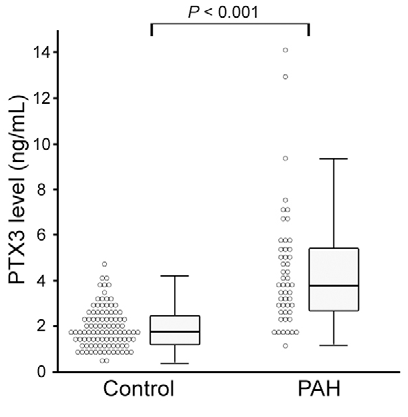 P < 0.001
PTX3 level (ng/mL)
14
12
10
8
6
4
2
0
Control
PAH